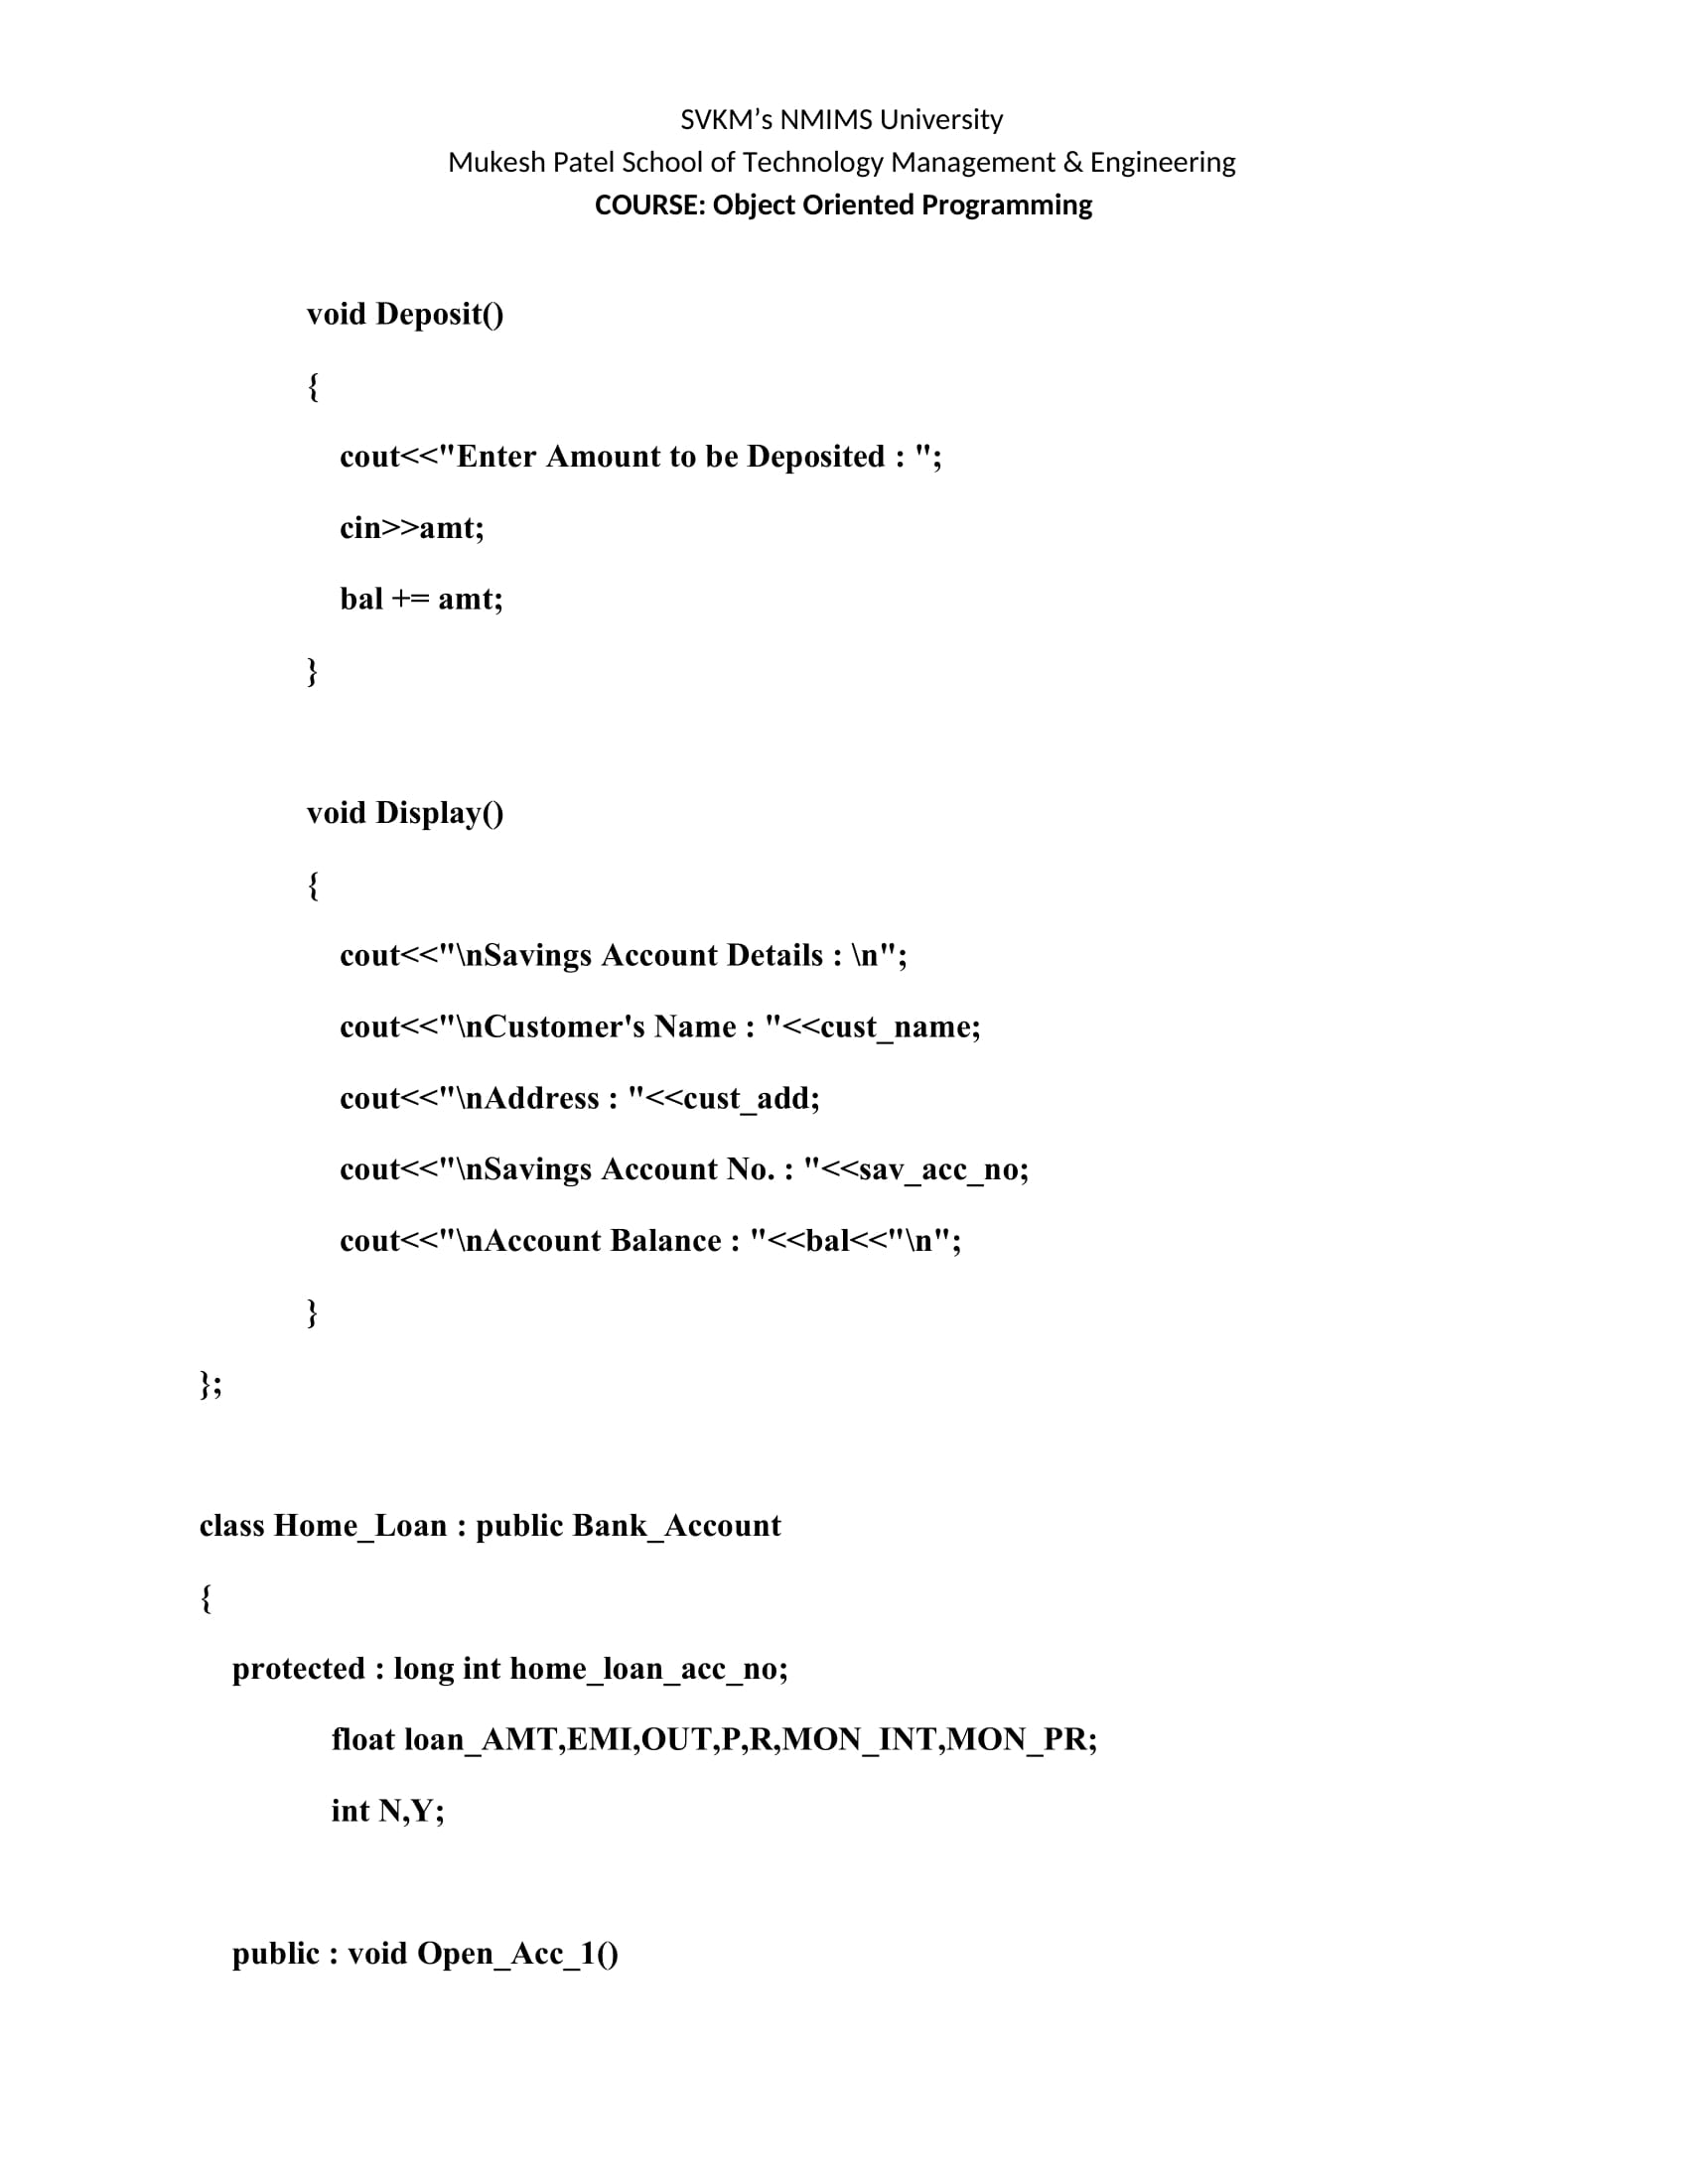 SVKM’s NMIMS University
Mukesh Patel School of Technology Management & Engineering
COURSE: Object Oriented Programming
void Deposit()
{
cout<<"Enter Amount to be Deposited : ";
cin>>amt;
bal += amt;
}
void Display()
{
cout<<"\nSavings Account Details : \n";
cout<<"\nCustomer's Name : "<<cust_name;
cout<<"\nAddress : "<<cust_add;
cout<<"\nSavings Account No. : "<<sav_acc_no;
cout<<"\nAccount Balance : "<<bal<<"\n";
}
};
class Home_Loan : public Bank_Account
{
protected : long int home_loan_acc_no;
float loan_AMT,EMI,OUT,P,R,MON_INT,MON_PR;
int N,Y;
public : void Open_Acc_1()